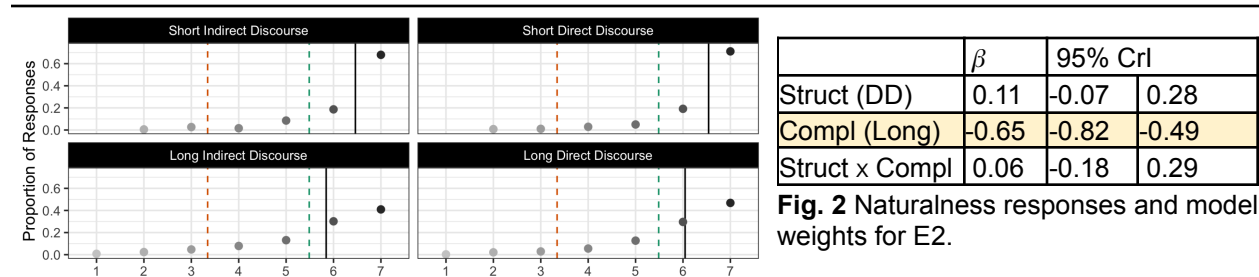 Short Indirect Discourse
Short Direct Discourse
Proportion of Responses
0.6
0.4
0.2
0.0
Long Indirect Discourse
Long Direct Discourse
0.6
0.4
0.2
0.0
1 2 3 4 5 6 7
1 2 3 4 5 6 7
β 95% CrI
Struct (DD) 0.11 -0.07 0.28
Compl (Long) -0.65 -0.82 -0.49
Struct x Compl 0.06 -0.18 0.29
Fig. 2 Naturalness responses and model
weights for E2.